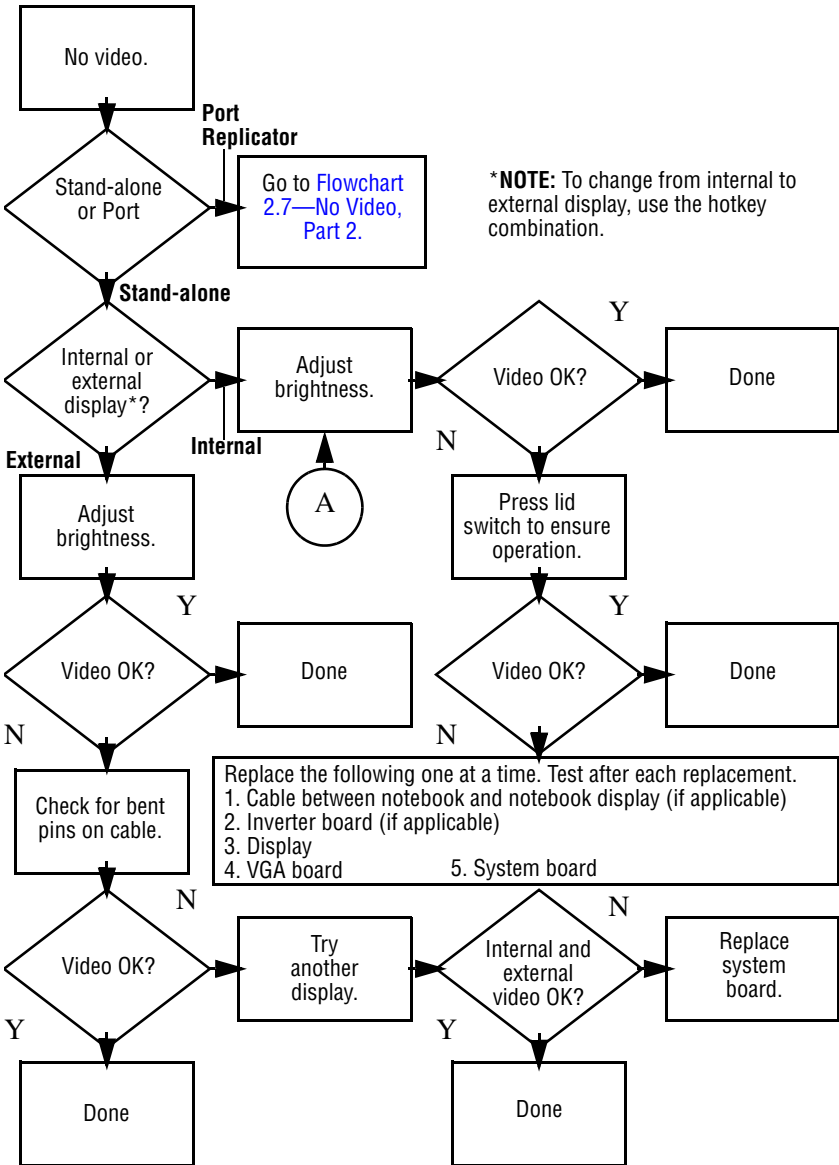 No video.
Port
Replicator
Stand-alone
or Port
Go to Flowchart
2.7—No Video,
Part 2.
*NOTE: To change from internal to
external display, use the hotkey
combination.
Stand-alone
Internal or
external
display*?
Internal
External
Adjust
brightness.
Video OK?
Y
Done
N
A
Press lid
switch to ensure
operation.
Adjust
brightness.
Video OK?
Y
Done
N
Video OK?
Y
Done
N
Check for bent
pins on cable.
Replace the following one at a time. Test after each replacement.
1. Cable between notebook and notebook display (if applicable)
2. Inverter board (if applicable)
3. Display
4. VGA board 5. System board
Video OK?
N
Try
another
display.
Internal and
external
video OK?
N
Replace
system
board.
Y
Done
Y
Done